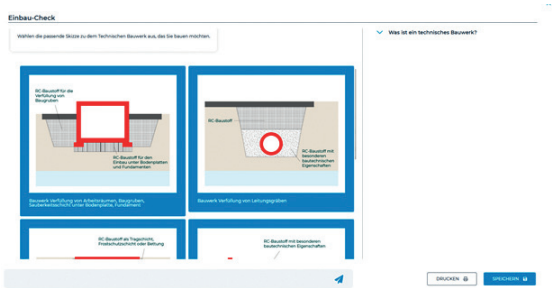 Einbau-Check
Wählen die passende Skizze zu dem Technischen Bauwerk aus, das Sie bauen möchten.
Was ist ein technisches Bauwerk?
RC-Baustoff für die
Verfüllung von
Baugruben
RC-Baustoff für den
Einbau unter Bodenplatten
und Fundamenten
Bauwerk Verfüllung von Arbeitsräumen, Baugruben,
Sauberkeitsschicht unter Bodenplatte, Fundament
RC-Baustoff
RC-Baustoff mit
besonderen
bautechnischen
Eigenschaften
Bauwerk Verfüllung von Leitungsgräben
RC-Baustoff als Tragschicht,
Frostschutzschicht oder Bettung
RC-Baustoff mit besonderen
bautechnischen Eigenschaften
DRUCKEN
SPEICHERN